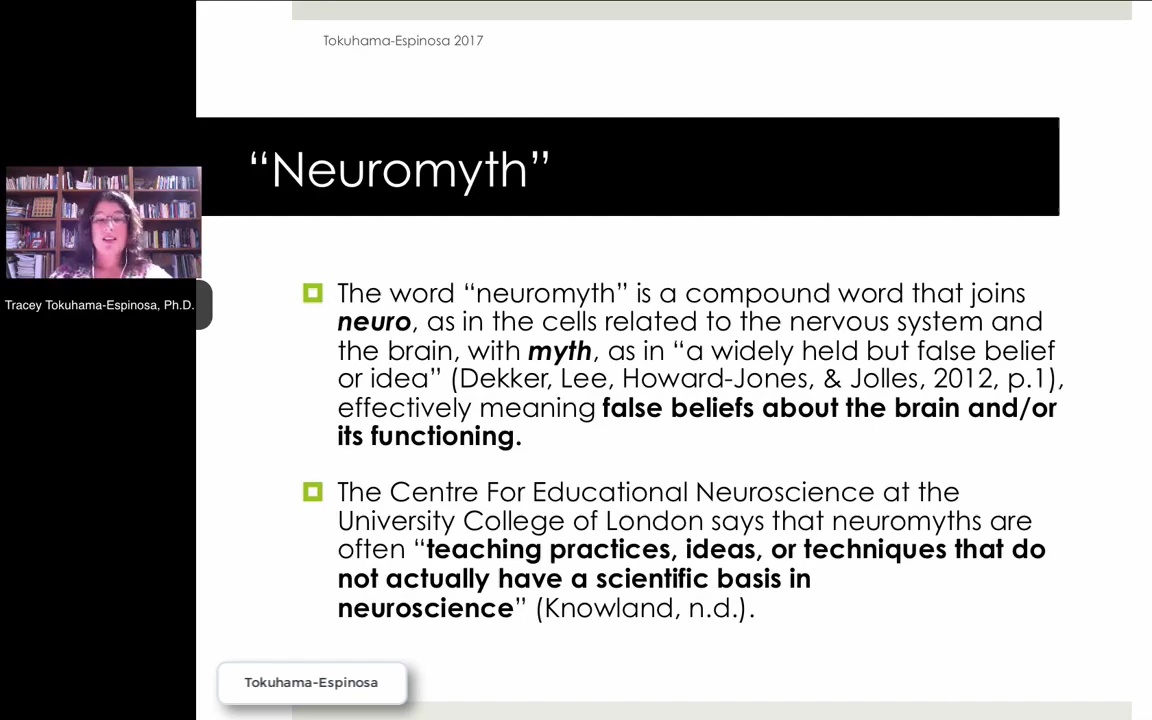 Tokuhama-Espinosa 2017
“Neuromyth”
Tracey Tokuhama-Espinosa, Ph.D.
The word “neuromyth” is a compound word that joins
neuro, as in the cells related to the nervous system and
the brain, with myth, as in “a widely held but false belief
or idea” (Dekker, Lee, Howard-Jones, & Jolles, 2012, p.1),
effectively meaning false beliefs about the brain and/or
its functioning.
The Centre For Educational Neuroscience at the
University College of London says that neuromyths are
often “teaching practices, ideas, or techniques that do
not actually have a scientific basis in
neuroscience” (Knowland, n.d.).
Tokuhama-Espinosa